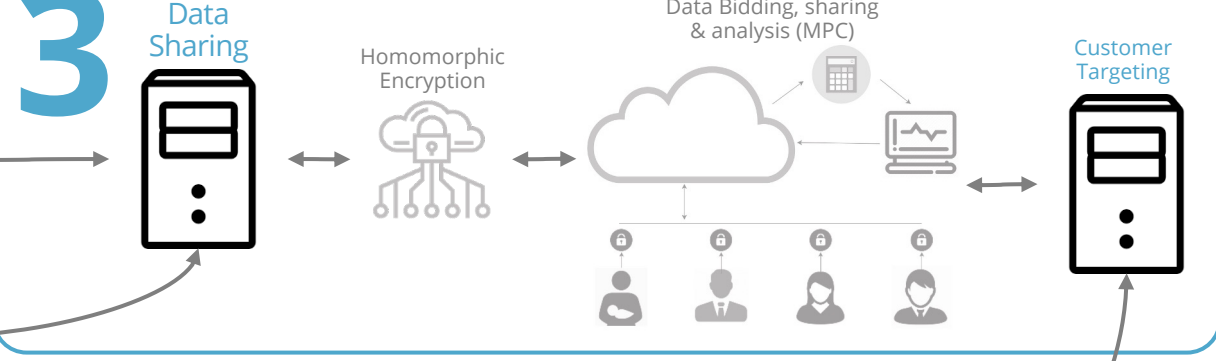 3
Data
Sharing
Homomorphic
Encryption
Data Bidding, sharing
& analysis (MPC)
Customer
Targeting